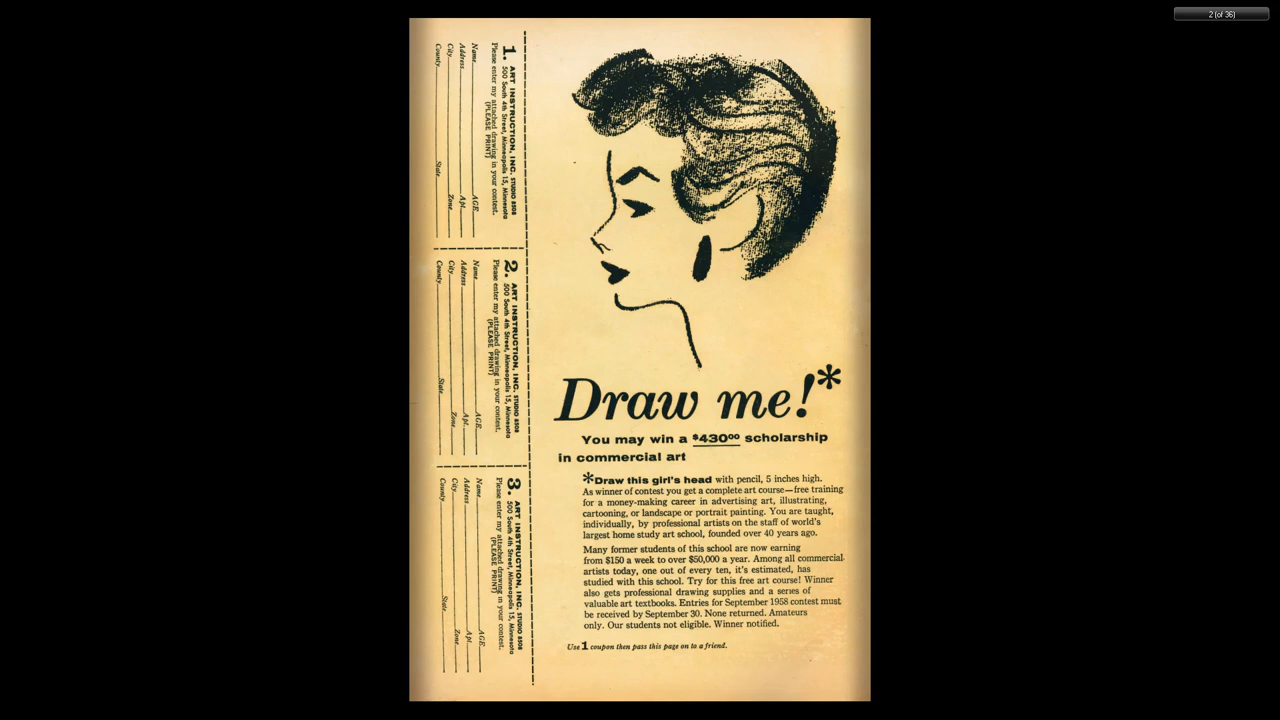 2 (of 36)
1. ART INSTRUCTION, INC. STUDIO 8508
500 South 4th Street, Minneapolis 15, Minnesota
Please enter my attached drawing in your contest.
(PLEASE PRINT)
Name AGE
Address Apt.
City Zone
County State
2. ART INSTRUCTION, INC. STUDIO 8508
500 South 4th Street, Minneapolis 15, Minnesota
Please enter my attached drawing in your contest.
(PLEASE PRINT)
Name AGE
Address Apt.
City Zone
County State
3. ART INSTRUCTION, INC. STUDIO 8508
500 South 4th Street, Minneapolis 15, Minnesota
Please enter my attached drawing in your contest.
(PLEASE PRINT)
Name AGE
Address Apt.
City Zone
County State
Draw me!*
You may win a $430⁰⁰ scholarship
in commercial art
*Draw this girl's head with pencil, 5 inches high.
As winner of contest you get a complete art course—free training
for a money-making career in advertising art, illustrating,
cartooning, or landscape or portrait painting. You are taught,
individually, by professional artists on the staff of world's
largest home study art school, founded over 40 years ago.
Many former students of this school are now earning
from $150 a week to over $50,000 a year. Among all commercial
artists today, one out of every ten, it's estimated, has
studied with this school. Try for this free art course! Winner
also gets professional drawing supplies and a series of
valuable art textbooks. Entries for September 1958 contest must
be received by September 30. None returned. Amateurs
only. Our students not eligible. Winner notified.
Use 1 coupon then pass this page on to a friend.